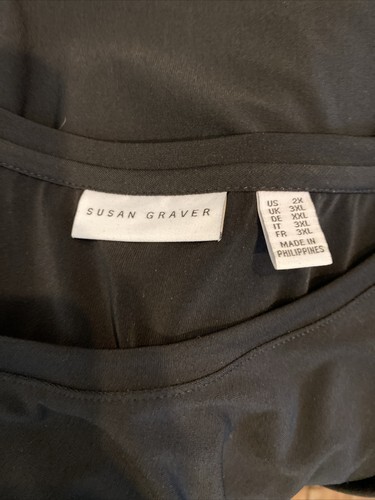 SUSAN GRAVER
US 2X
UK 3XL
DE XXL
IT 3XL
FR 3XL
MADE IN
PHILIPPINES